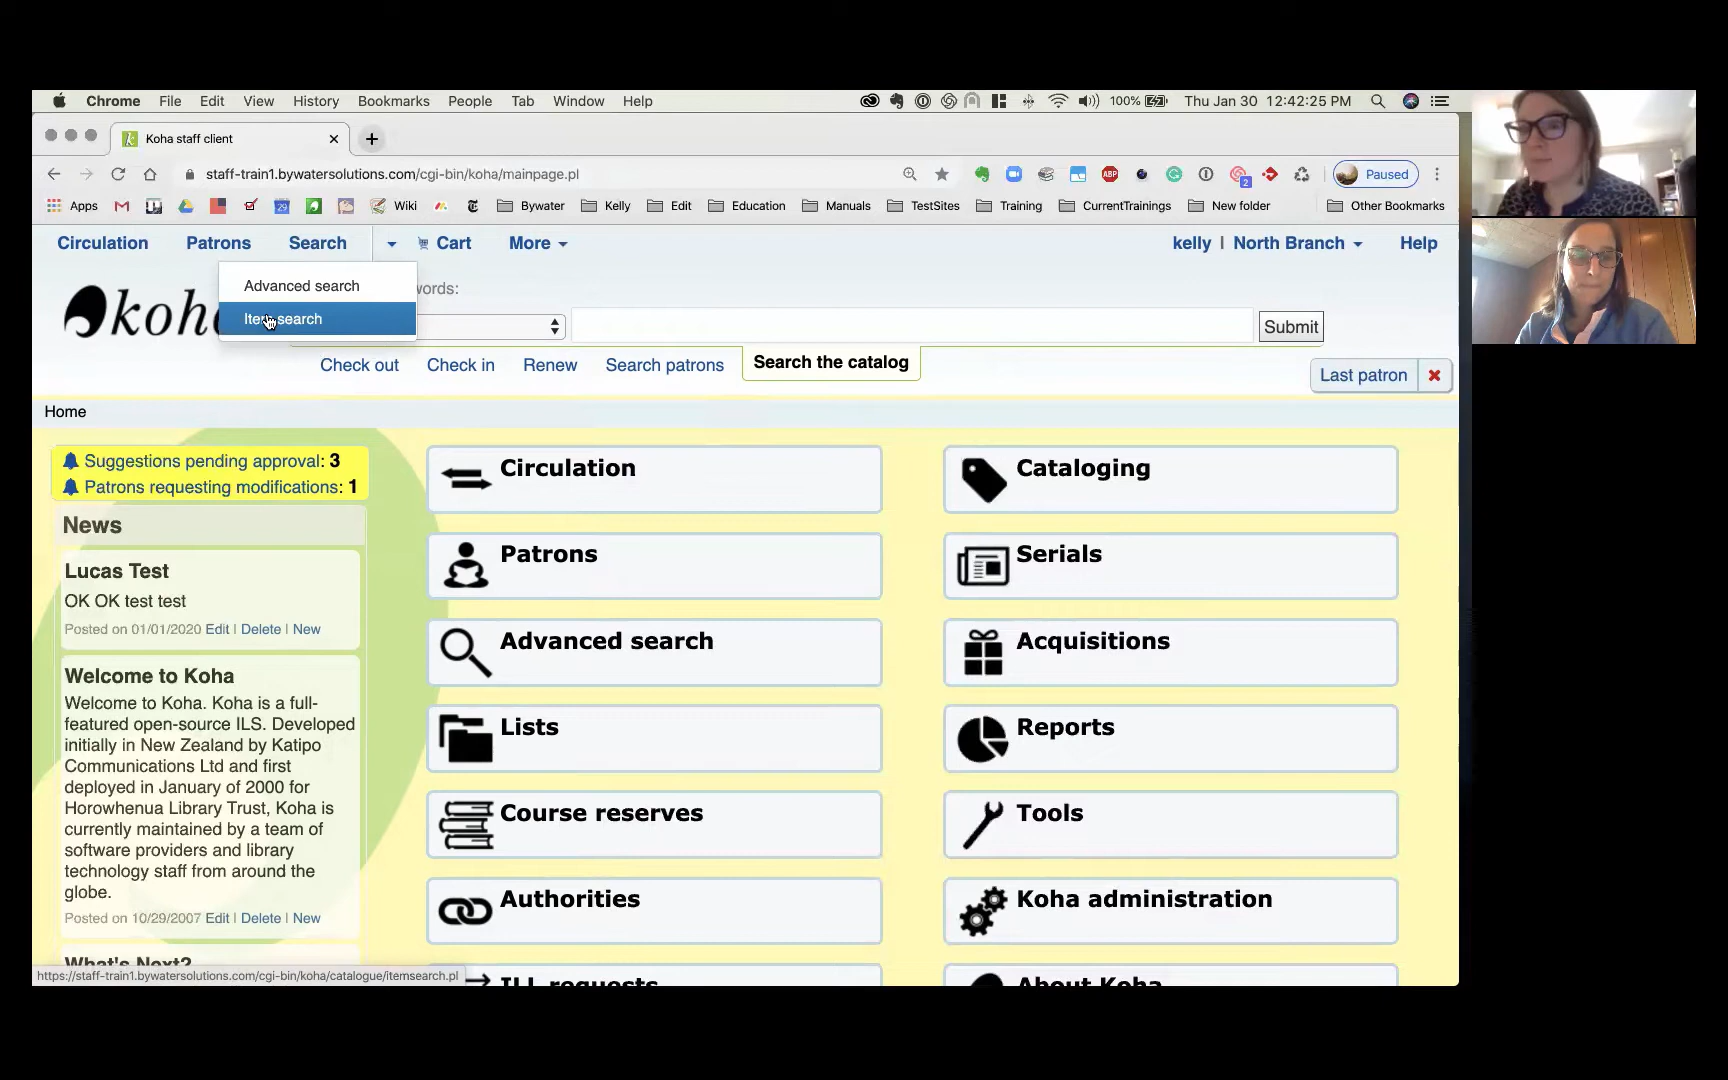 Chrome File Edit View History Bookmarks People Tab Window Help 100% Thu Jan 30 12:42:25 PM
Koha staff client
staff-train1.bywatersolutions.com/cgi-bin/koha/mainpage.pl
ABP
2
Paused
Apps 29 Wiki Bywater Kelly Edit Education Manuals TestSites Training CurrentTrainings New folder Other Bookmarks
Circulation Patrons Search Cart More kelly | North Branch Help
Advanced search
Item search
koha
words:
Submit
Check out Check in Renew Search patrons Search the catalog
Last patron
Home
Suggestions pending approval: 3
Patrons requesting modifications: 1
News
Lucas Test
OK OK test test
Posted on 01/01/2020 Edit | Delete | New
Welcome to Koha
Welcome to Koha. Koha is a full-
featured open-source ILS. Developed
initially in New Zealand by Katipo
Communications Ltd and first
deployed in January of 2000 for
Horowhenua Library Trust, Koha is
currently maintained by a team of
software providers and library
technology staff from around the
globe.
Posted on 10/29/2007 Edit | Delete | New
What's Next?
https://staff-train1.bywatersolutions.com/cgi-bin/koha/catalogue/itemsearch.pl
Circulation
Patrons
Advanced search
Lists
Course reserves
Authorities
ILL requests
Cataloging
Serials
Acquisitions
Reports
Tools
Koha administration
About Koha